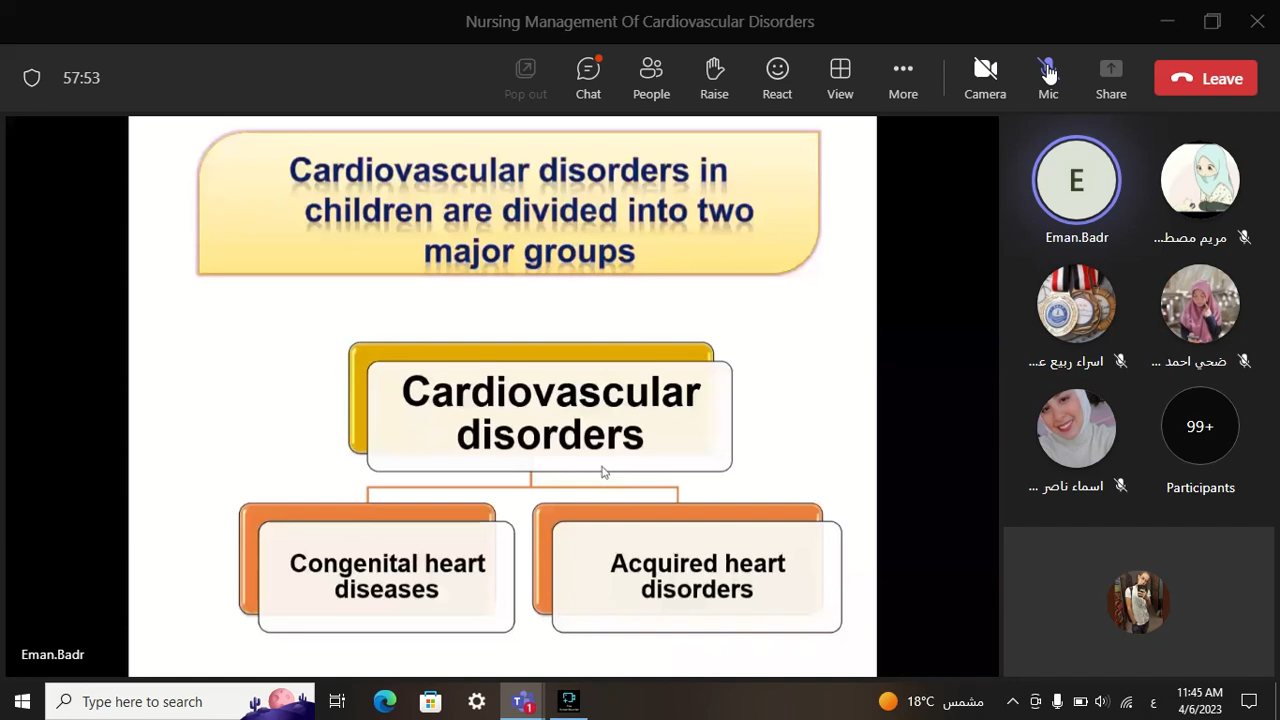 Nursing Management Of Cardiovascular Disorders
57:53
Pop out
Chat
People
Raise
React
View
More
Camera
Mic
Share
Leave
Cardiovascular disorders in
children are divided into two
major groups
Cardiovascular
disorders
Congenital heart
diseases
Acquired heart
disorders
Eman.Badr
E
Eman.Badr
مريم مصط...
اسراء ربيع ع...
ضحي احمد ...
اسماء ناصر ...
99+
Participants
Type here to search
1
18°C
مشمس
ع
11:45 AM
4/6/2023